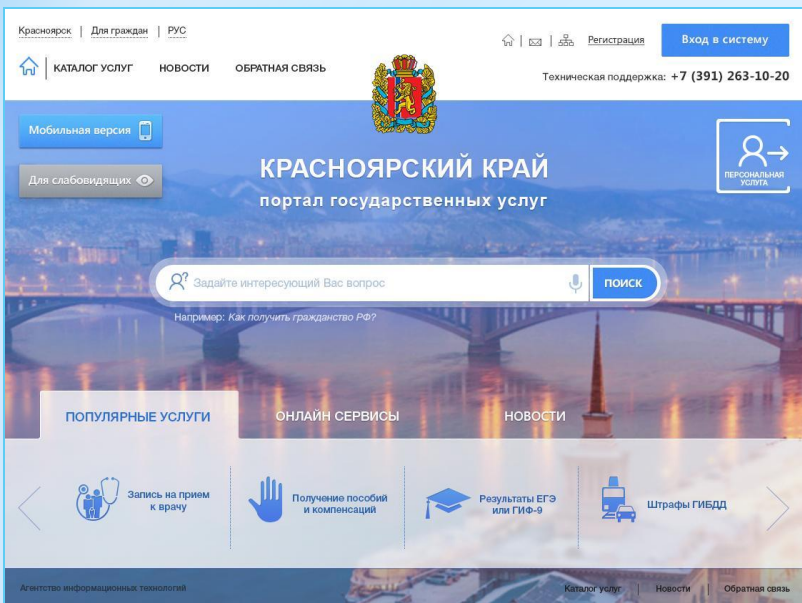 Красноярск | Для граждан | РУС
Регистрация
Вход в систему
КАТАЛОГ УСЛУГ НОВОСТИ ОБРАТНАЯ СВЯЗЬ
Техническая поддержка: +7 (391) 263-10-20
Мобильная версия
Для слабовидящих
ПЕРСОНАЛЬНАЯ
УСЛУГА
КРАСНОЯРСКИЙ КРАЙ
портал государственных услуг
Задайте интересующий Вас вопрос
ПОИСК
Например: Как получить гражданство РФ?
ПОПУЛЯРНЫЕ УСЛУГИ ОНЛАЙН СЕРВИСЫ НОВОСТИ
Запись на прием
к врачу
Получение пособий
и компенсаций
Результаты ЕГЭ
или ГИФ-9
Штрафы ГИБДД
Агентство информационных технологий
Каталог услуг | Новости | Обратная связь